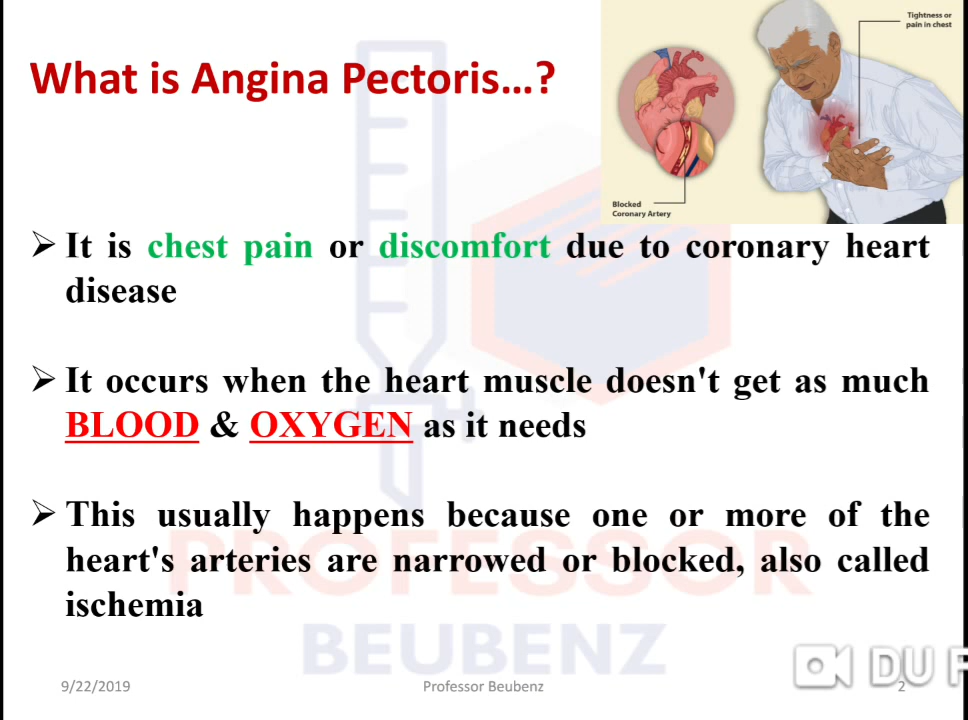 Tightness or
pain in chest
What is Angina Pectoris...?
Blocked
Coronary Artery
➤ It is chest pain or discomfort due to coronary heart
disease
➤ It occurs when the heart muscle doesn't get as much
BLOOD & OXYGEN as it needs
➤ This usually happens because one or more of the
heart's arteries are narrowed or blocked, also called
ischemia
PROFESSOR
BEUBENZ
9/22/2019
Professor Beubenz
2
DU